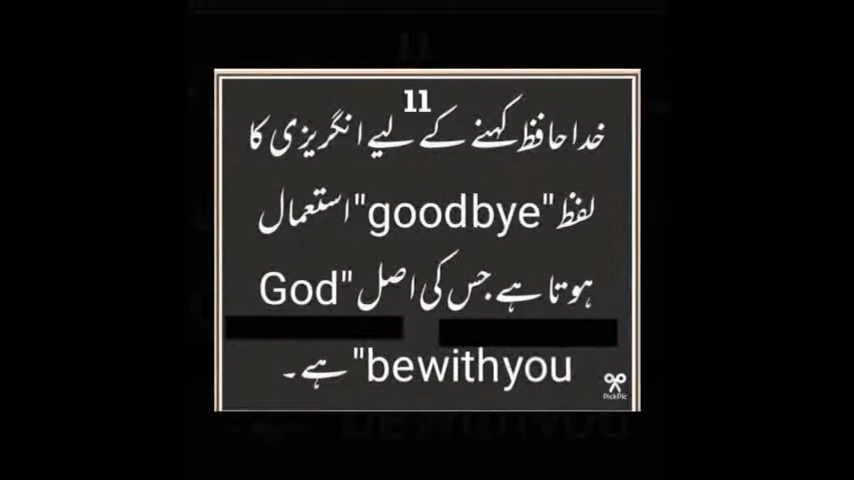 11
خدا حافظ کہنے کے لیے انگریزی کا
لفظ "goodbye" استعمال
ہوتا ہے جس کی اصل "God
bewithyou" ہے۔
PickPic